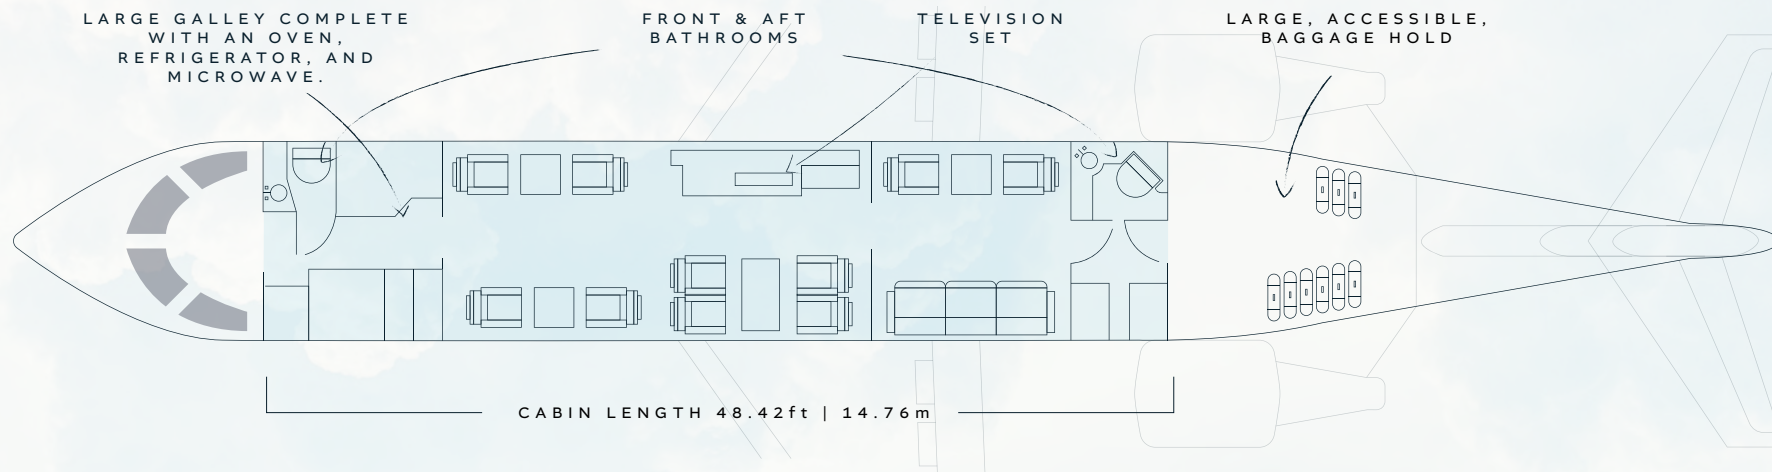 LARGE GALLEY COMPLETE
WITH AN OVEN,
REFRIGERATOR, AND
MICROWAVE.
FRONT & AFT
BATHROOMS
TELEVISION
SET
LARGE, ACCESSIBLE,
BAGGAGE HOLD
CABIN LENGTH 48.42ft | 14.76m